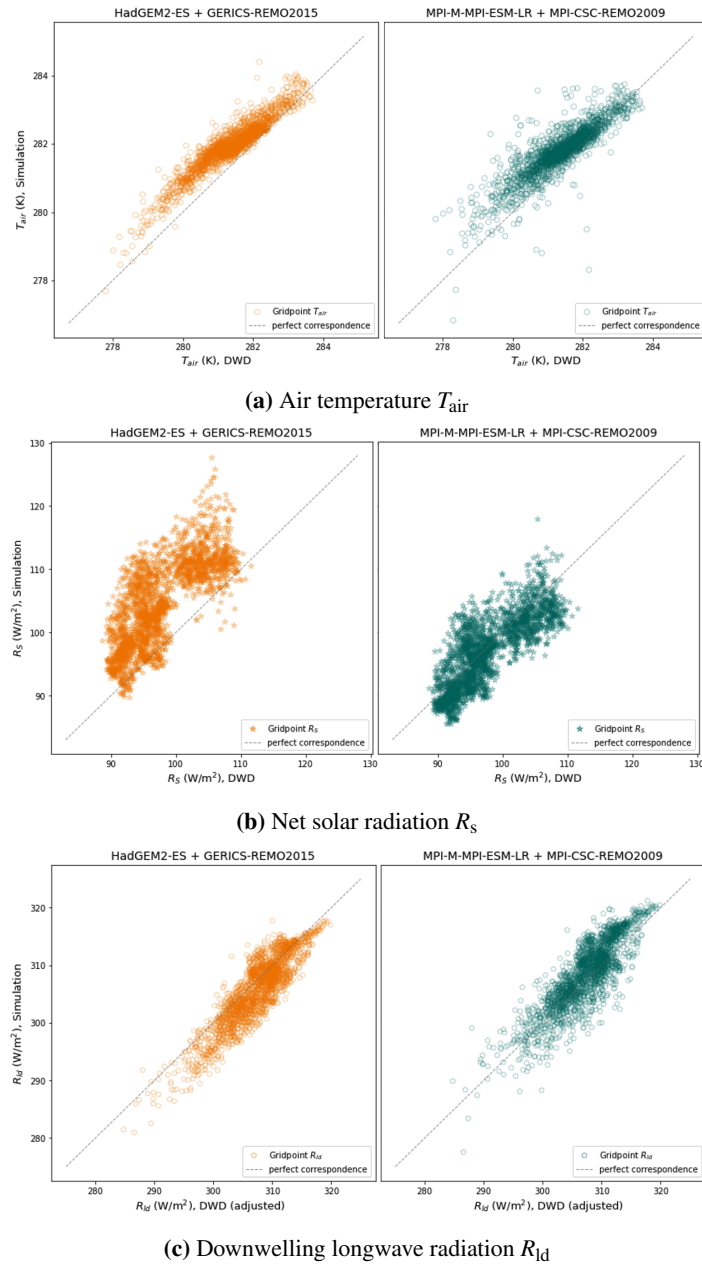 HadGEM2-ES + GERICS-REMO2015
MPI-M-MPI-ESM-LR + MPI-CSC-REMO2009
T_air (K), Simulation
284
282
280
278
Gridpoint T_air
perfect correspondence
Gridpoint T_air
perfect correspondence
278 280 282 284
278 280 282 284
T_air (K), DWD
T_air (K), DWD
(a) Air temperature T_air
HadGEM2-ES + GERICS-REMO2015
MPI-M-MPI-ESM-LR + MPI-CSC-REMO2009
R_S (W/m²), Simulation
130
120
110
100
90
Gridpoint R_S
perfect correspondence
Gridpoint R_S
perfect correspondence
90 100 110 120 130
90 100 110 120 130
R_S (W/m²), DWD
R_S (W/m²), DWD
(b) Net solar radiation R_s
HadGEM2-ES + GERICS-REMO2015
MPI-M-MPI-ESM-LR + MPI-CSC-REMO2009
R_ld (W/m²), Simulation
320
310
300
290
280
Gridpoint R_ld
perfect correspondence
Gridpoint R_ld
perfect correspondence
280 290 300 310 320
280 290 300 310 320
R_ld (W/m²), DWD (adjusted)
R_ld (W/m²), DWD (adjusted)
(c) Downwelling longwave radiation R_ld